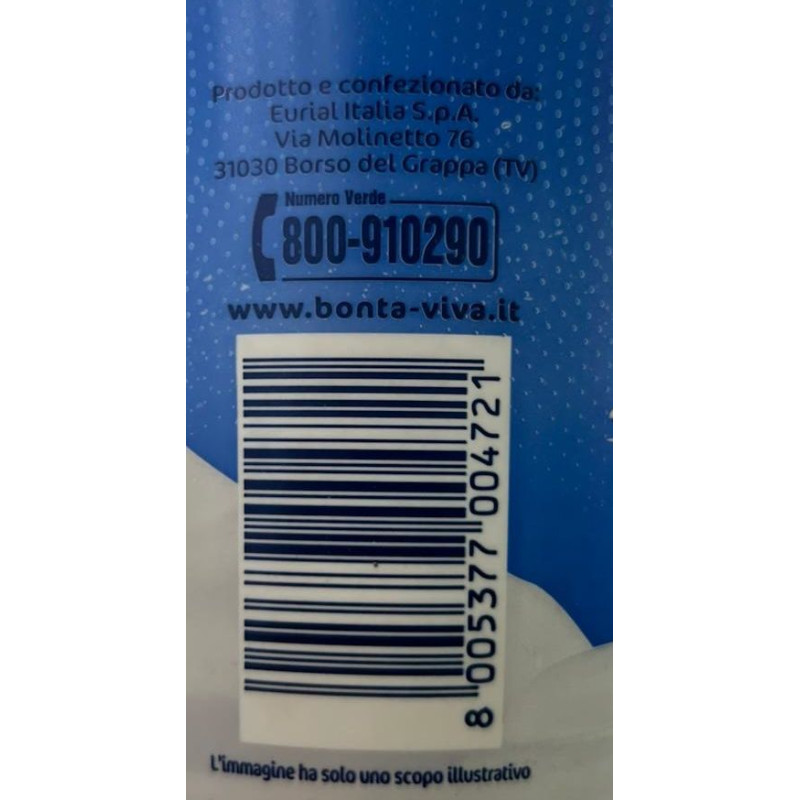 Prodotto e confezionato da:
Eurial Italia S.p.A.
Via Molinetto 76
31030 Borso del Grappa (TV)
Numero Verde
800-910290
www.bonta-viva.it
8 005377 004721
L'immagine ha solo uno scopo illustrativo